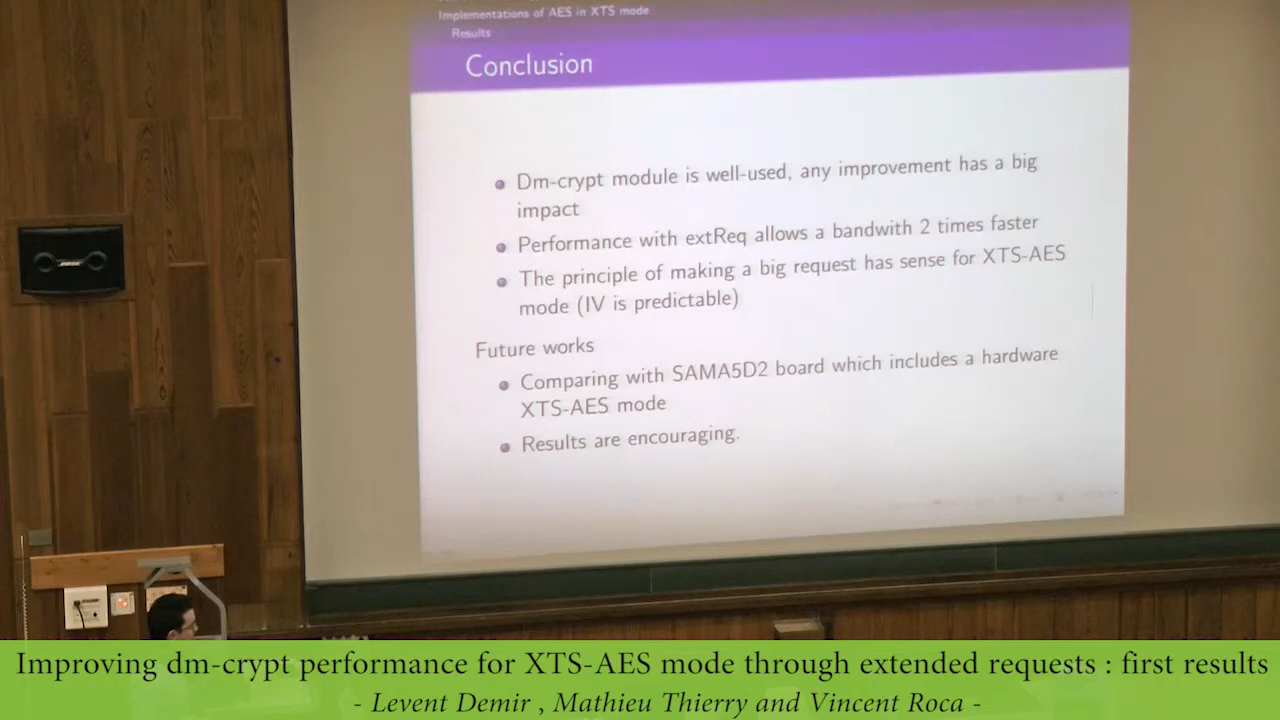 Implementations of AES in XTS mode
Results
Conclusion
Dm-crypt module is well-used, any improvement has a big
impact
Performance with extReq allows a bandwith 2 times faster
The principle of making a big request has sense for XTS-AES
mode (IV is predictable)
Future works
Comparing with SAMA5D2 board which includes a hardware
XTS-AES mode
Results are encouraging.
Improving dm-crypt performance for XTS-AES mode through extended requests : first results
- Levent Demir , Mathieu Thierry and Vincent Roca -